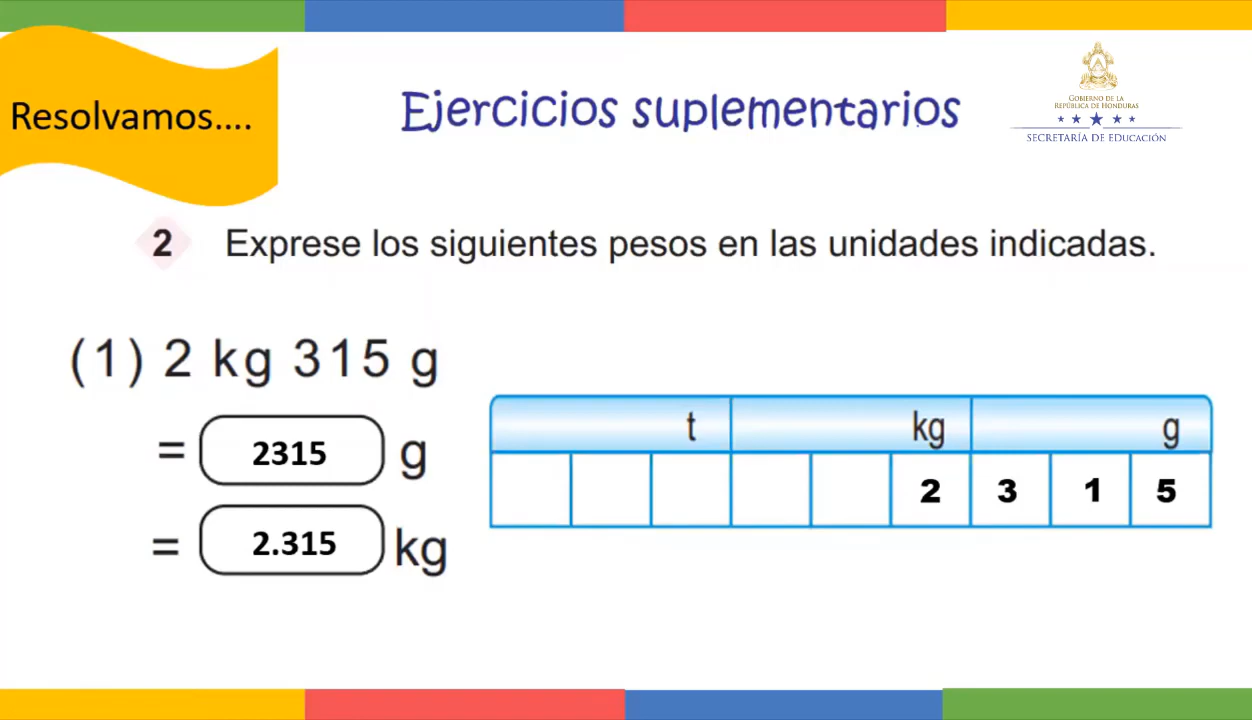 Resolvamos....
Ejercicios suplementarios
GOBIERNO DE LA
REPÚBLICA DE HONDURAS
SECRETARÍA DE EDUCACIÓN
2 Exprese los siguientes pesos en las unidades indicadas.
(1) 2 kg 315 g
= 2315 g
= 2.315 kg
t kg g
2 3 1 5